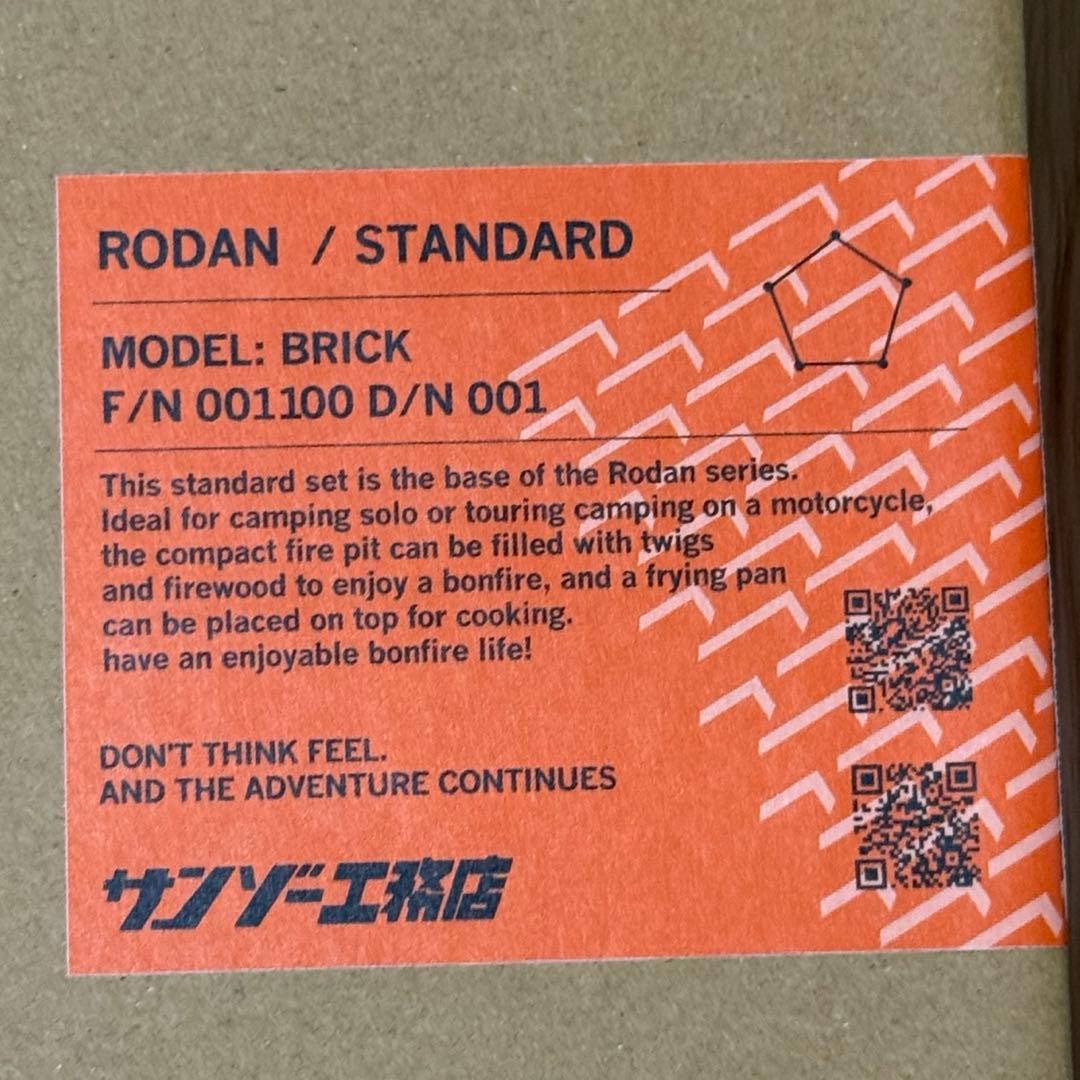 RODAN / STANDARD
MODEL: BRICK
F/N 001100 D/N 001
This standard set is the base of the Rodan series.
Ideal for camping solo or touring camping on a motorcycle,
the compact fire pit can be filled with twigs
and firewood to enjoy a bonfire, and a frying pan
can be placed on top for cooking.
have an enjoyable bonfire life!
DON'T THINK FEEL.
AND THE ADVENTURE CONTINUES
サンゾー工務店